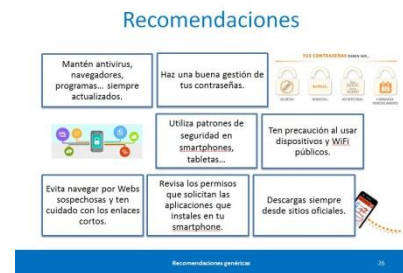 Recomendaciones
Mantén antivirus,
navegadores,
programas... siempre
actualizados.
Haz una buena gestión de
tus contraseñas.
TUS CONTRASEÑAS DEBEN SER...
Utiliza patrones de
seguridad en
smartphones,
tabletas...
Ten precaución al usar
dispositivos y WiFi
públicos.
Evita navegar por Webs
sospechosas y ten
cuidado con los enlaces
cortos.
Revisa los permisos
que solicitan las
aplicaciones que
instales en tu
smartphone.
Descargas siempre
desde sitios oficiales.
Recomendaciones genéricas
26